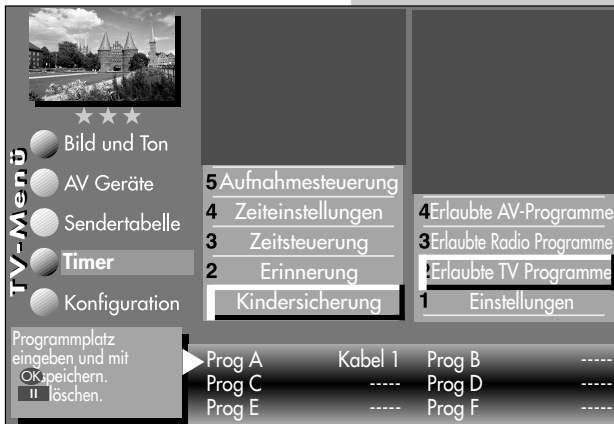 TV-Menü
Bild und Ton
AV Geräte
Sendertabelle
Timer
Konfiguration
5 Aufnahmesteuerung
4 Zeiteinstellungen
3 Zeitsteuerung
2 Erinnerung
Kindersicherung
4 Erlaubte AV-Programme
3 Erlaubte Radio Programme
2 Erlaubte TV Programme
1 Einstellungen
Programmplatz
eingeben und mit
OK speichern.
II löschen.
Prog A Kabel 1 Prog B -----
Prog C ----- Prog D -----
Prog E ----- Prog F -----